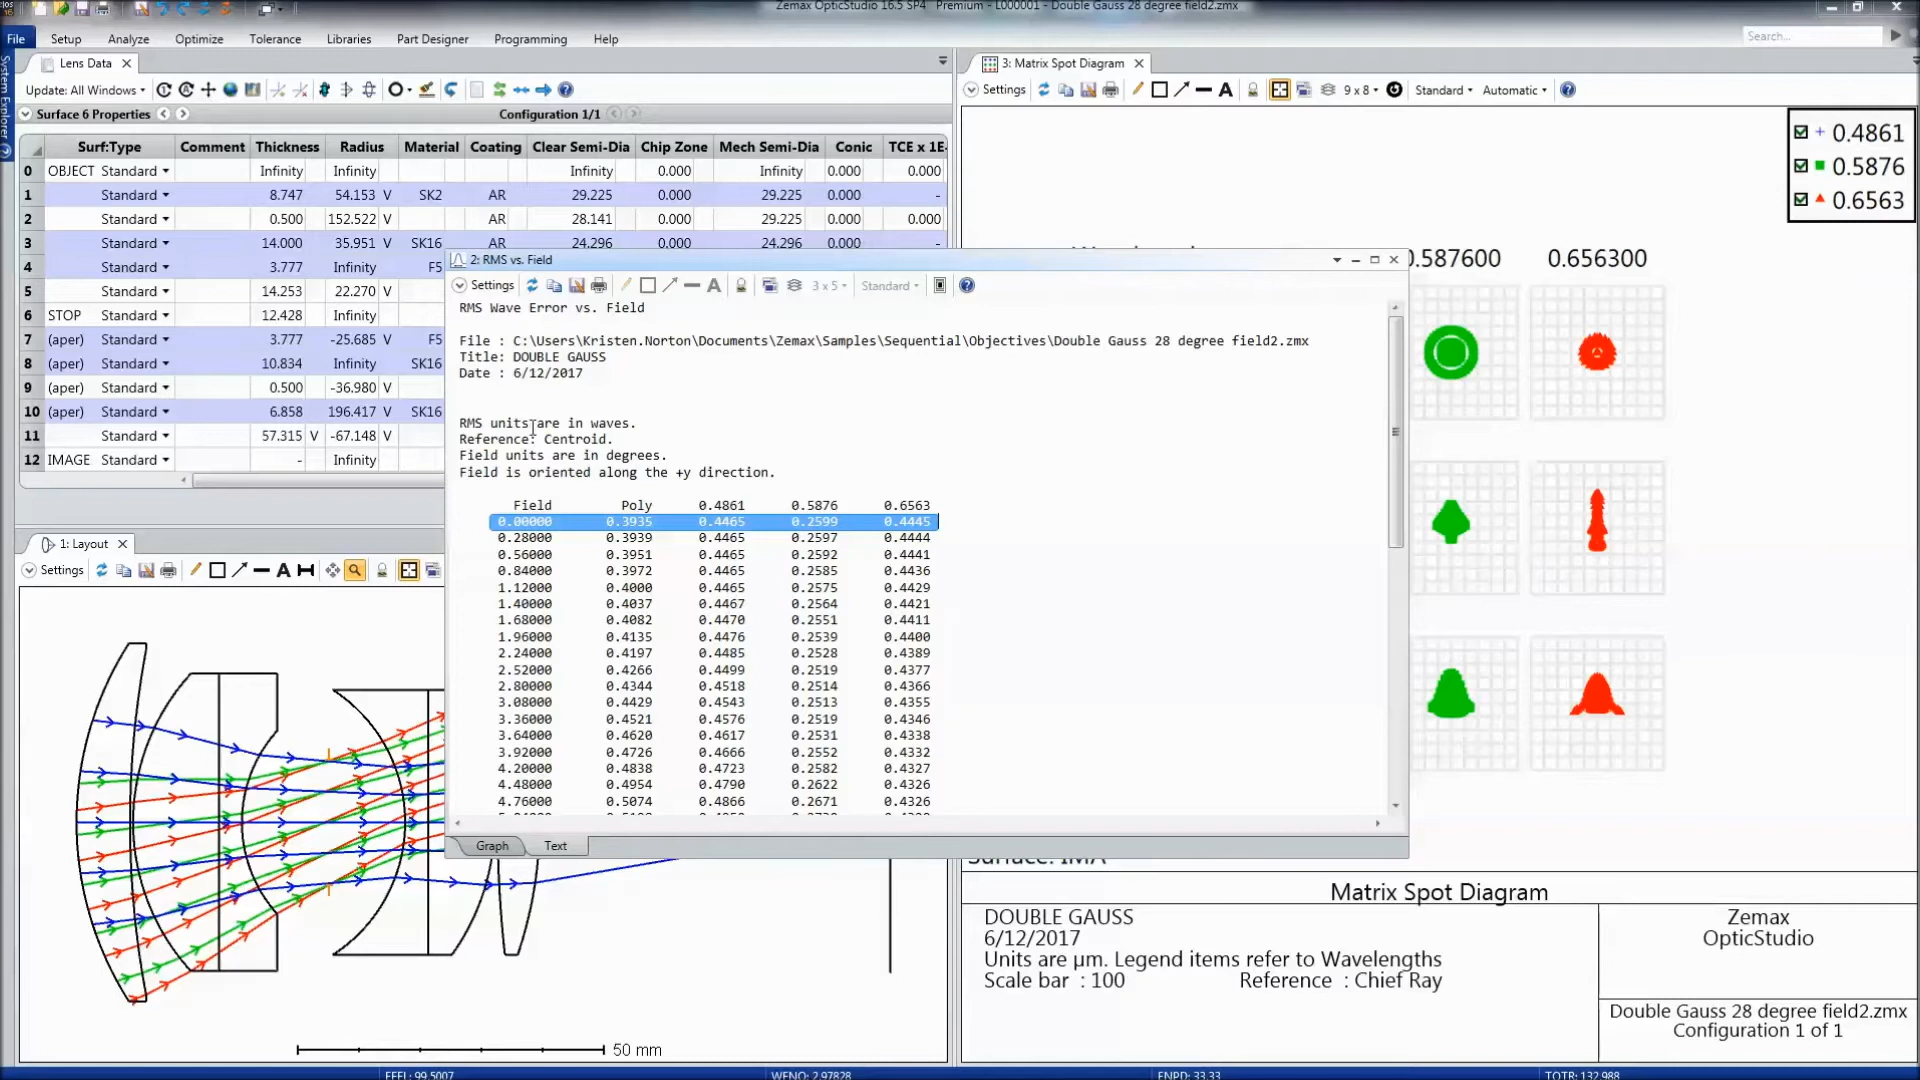 Zemax OpticStudio 16.5 SP4   Premium - L000001 - Double Gauss 28 degree field2.zmx
File Setup Analyze Optimize Tolerance Libraries Part Designer Programming Help
Search...
System Explorer
Lens Data
Update: All Windows
Surface 6 Properties Configuration 1/1
Surf:Type Comment Thickness Radius Material Coating Clear Semi-Dia Chip Zone Mech Semi-Dia Conic TCE x 1E-
0 OBJECT Standard Infinity Infinity Infinity 0.000 Infinity 0.000 0.000
1 Standard 8.747 54.153 V SK2 AR 29.225 0.000 29.225 0.000 -
2 Standard 0.500 152.522 V AR 28.141 0.000 29.225 0.000 0.000
3 Standard 14.000 35.951 V SK16 AR 24.296 0.000 24.296 0.000 -
4 Standard 3.777 Infinity F5
5 Standard 14.253 22.270 V
6 STOP Standard 12.428 Infinity
7 (aper) Standard 3.777 -25.685 V F5
8 (aper) Standard 10.834 Infinity SK16
9 (aper) Standard 0.500 -36.980 V
10 (aper) Standard 6.858 196.417 V SK16
11 Standard 57.315 V -67.148 V
12 IMAGE Standard - Infinity
1: Layout
Settings
50 mm
2: RMS vs. Field
Settings 3 x 5 Standard
RMS Wave Error vs. Field
File : C:\Users\Kristen.Norton\Documents\Zemax\Samples\Sequential\Objectives\Double Gauss 28 degree field2.zmx
Title: DOUBLE GAUSS
Date : 6/12/2017
RMS units are in waves.
Reference: Centroid.
Field units are in degrees.
Field is oriented along the +y direction.
Field Poly 0.4861 0.5876 0.6563
0.00000 0.3935 0.4465 0.2599 0.4445
0.28000 0.3939 0.4465 0.2597 0.4444
0.56000 0.3951 0.4465 0.2592 0.4441
0.84000 0.3972 0.4465 0.2585 0.4436
1.12000 0.4000 0.4465 0.2575 0.4429
1.40000 0.4037 0.4467 0.2564 0.4421
1.68000 0.4082 0.4470 0.2551 0.4411
1.96000 0.4135 0.4476 0.2539 0.4400
2.24000 0.4197 0.4485 0.2528 0.4389
2.52000 0.4266 0.4499 0.2519 0.4377
2.80000 0.4344 0.4518 0.2514 0.4366
3.08000 0.4429 0.4543 0.2513 0.4355
3.36000 0.4521 0.4576 0.2519 0.4346
3.64000 0.4620 0.4617 0.2531 0.4338
3.92000 0.4726 0.4666 0.2552 0.4332
4.20000 0.4838 0.4723 0.2582 0.4327
4.48000 0.4954 0.4790 0.2622 0.4326
4.76000 0.5074 0.4866 0.2671 0.4326
Graph Text
3: Matrix Spot Diagram
Settings 9 x 8 Standard Automatic
0.4861
0.5876
0.6563
0.587600 0.656300
Surface: IMA
Matrix Spot Diagram
DOUBLE GAUSS
6/12/2017
Units are µm. Legend items refer to Wavelengths
Scale bar : 100 Reference : Chief Ray
Zemax
OpticStudio
Double Gauss 28 degree field2.zmx
Configuration 1 of 1
EFFL: 99.5007 WFNO: 2.97828 ENPD: 33.33 TOTR: 132.988